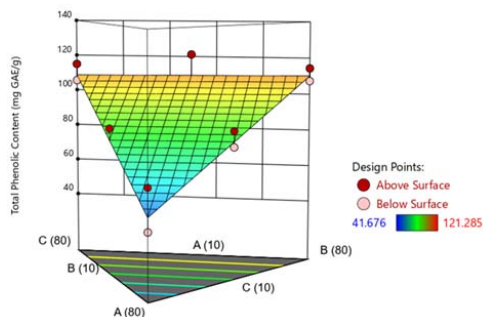 Total Phenolic Content (mg GAE/g)
140
120
100
80
60
40
C (80)
B (10)
A (80)
A (10)
C (10)
B (80)
Design Points:
Above Surface
Below Surface
41.676 121.285